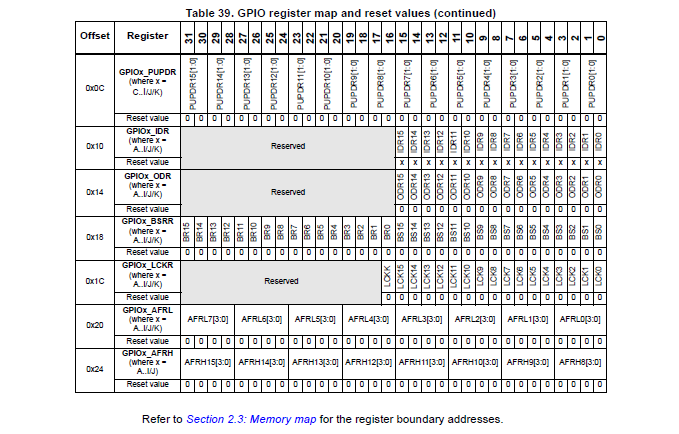 Table 39. GPIO register map and reset values (continued)
Offset Register 31 30 29 28 27 26 25 24 23 22 21 20 19 18 17 16 15 14 13 12 11 10 9 8 7 6 5 4 3 2 1 0
0x0C GPIOx_PUPDR (where x = C..I/J/K) PUPDR15[1:0] PUPDR14[1:0] PUPDR13[1:0] PUPDR12[1:0] PUPDR11[1:0] PUPDR10[1:0] PUPDR9[1:0] PUPDR8[1:0] PUPDR7[1:0] PUPDR6[1:0] PUPDR5[1:0] PUPDR4[1:0] PUPDR3[1:0] PUPDR2[1:0] PUPDR1[1:0] PUPDR0[1:0]
Reset value 0 0 0 0 0 0 0 0 0 0 0 0 0 0 0 0 0 0 0 0 0 0 0 0 0 0 0 0 0 0 0 0
0x10 GPIOx_IDR (where x = A..I/J/K) Reserved IDR15 IDR14 IDR13 IDR12 IDR11 IDR10 IDR9 IDR8 IDR7 IDR6 IDR5 IDR4 IDR3 IDR2 IDR1 IDR0
Reset value x x x x x x x x x x x x x x x x
0x14 GPIOx_ODR (where x = A..I/J/K) Reserved ODR15 ODR14 ODR13 ODR12 ODR11 ODR10 ODR9 ODR8 ODR7 ODR6 ODR5 ODR4 ODR3 ODR2 ODR1 ODR0
Reset value 0 0 0 0 0 0 0 0 0 0 0 0 0 0 0 0
0x18 GPIOx_BSRR (where x = A..I/J/K) BR15 BR14 BR13 BR12 BR11 BR10 BR9 BR8 BR7 BR6 BR5 BR4 BR3 BR2 BR1 BR0 BS15 BS14 BS13 BS12 BS11 BS10 BS9 BS8 BS7 BS6 BS5 BS4 BS3 BS2 BS1 BS0
Reset value 0 0 0 0 0 0 0 0 0 0 0 0 0 0 0 0 0 0 0 0 0 0 0 0 0 0 0 0 0 0 0 0
0x1C GPIOx_LCKR (where x = A..I/J/K) Reserved LCKK LCK15 LCK14 LCK13 LCK12 LCK11 LCK10 LCK9 LCK8 LCK7 LCK6 LCK5 LCK4 LCK3 LCK2 LCK1 LCK0
Reset value 0 0 0 0 0 0 0 0 0 0 0 0 0 0 0 0 0
0x20 GPIOx_AFRL (where x = A..I/J/K) AFRL7[3:0] AFRL6[3:0] AFRL5[3:0] AFRL4[3:0] AFRL3[3:0] AFRL2[3:0] AFRL1[3:0] AFRL0[3:0]
Reset value 0 0 0 0 0 0 0 0 0 0 0 0 0 0 0 0 0 0 0 0 0 0 0 0 0 0 0 0 0 0 0 0
0x24 GPIOx_AFRH (where x = A..I/J) AFRH15[3:0] AFRH14[3:0] AFRH13[3:0] AFRH12[3:0] AFRH11[3:0] AFRH10[3:0] AFRH9[3:0] AFRH8[3:0]
Reset value 0 0 0 0 0 0 0 0 0 0 0 0 0 0 0 0 0 0 0 0 0 0 0 0 0 0 0 0 0 0 0 0
Refer to Section 2.3: Memory map for the register boundary addresses.